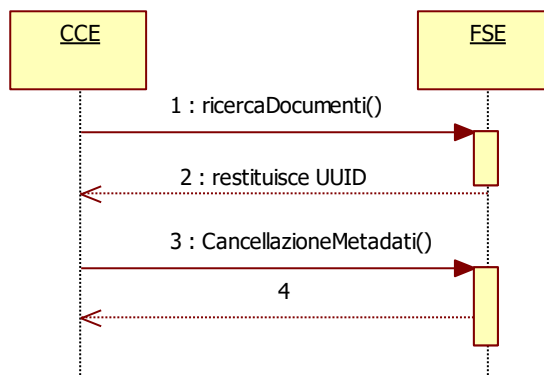 CCE
FSE
1 : ricercaDocumenti()
2 : restituisce UUID
3 : CancellazioneMetadati()
4